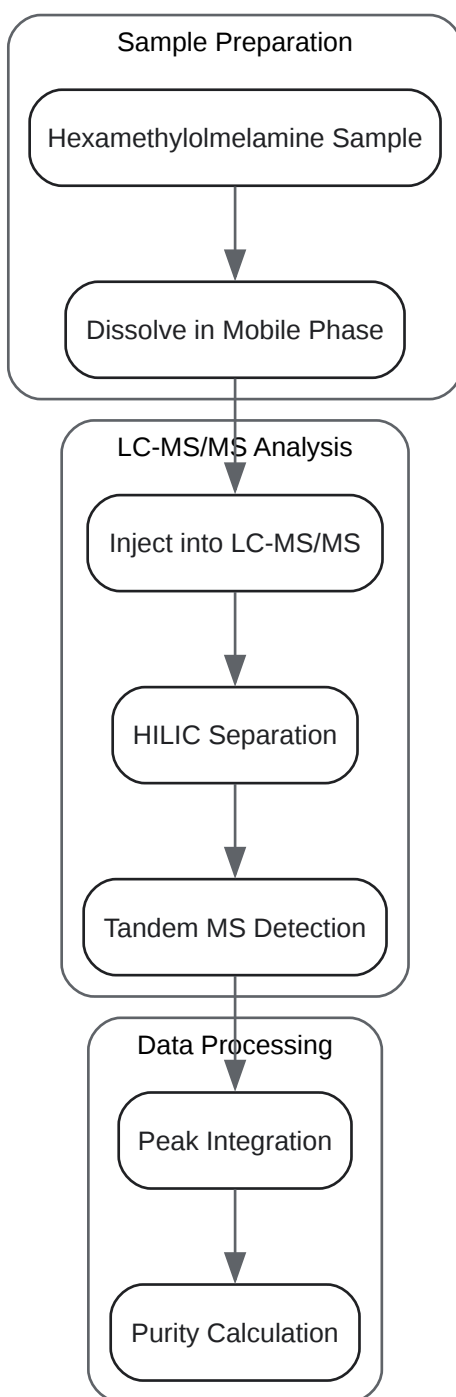 Sample Preparation
Hexamethylolmelamine Sample
Dissolve in Mobile Phase
LC-MS/MS Analysis
Inject into LC-MS/MS
HILIC Separation
Tandem MS Detection
Data Processing
Peak Integration
Purity Calculation